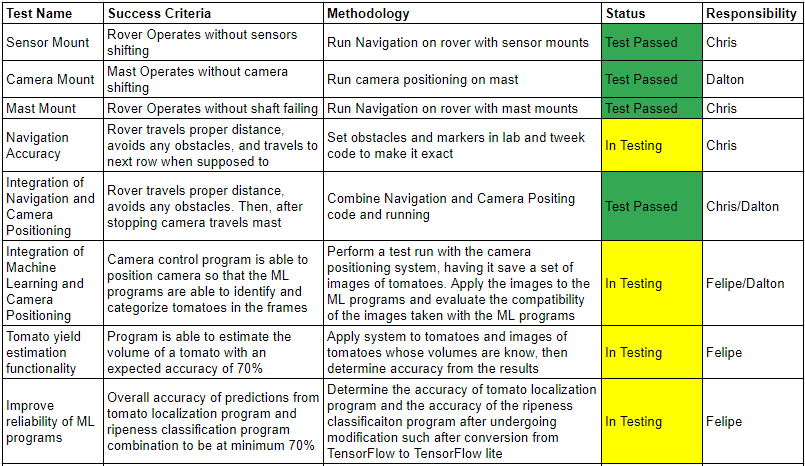 Test Name Success Criteria Methodology Status Responsibility
Sensor Mount
Rover Operates without sensors
shifting
Run Navigation on rover with sensor mounts
Test Passed
Chris
Camera Mount
Mast Operates without camera
shifting
Run camera positioning on mast
Test Passed
Dalton
Mast Mount
Rover Operates without shaft failing
Run Navigation on rover with mast mounts
Test Passed
Chris
Navigation
Accuracy
Rover travels proper distance,
avoids any obstacles, and travels to
next row when supposed to
Set obstacles and markers in lab and tweek
code to make it exact
In Testing
Chris
Integration of
Navigation and
Camera
Positioning
Rover travels proper distance,
avoids any obstacles. Then, after
stopping camera travels mast
Combine Navigation and Camera Positing
code and running
Test Passed
Chris/Dalton
Integration of
Machine
Learning and
Camera
Positioning
Camera control program is able to
position camera so that the ML
programs are able to identify and
categorize tomatoes in the frames
Perform a test run with the camera
positioning system, having it save a set of
images of tomatoes. Apply the images to the
ML programs and evaluate the compatibility
of the images taken with the ML programs
In Testing
Felipe/Dalton
Tomato yield
estimation
functionality
Program is able to estimate the
volume of a tomato with an
expected accuracy of 70%
Apply system to tomatoes and images of
tomatoes whose volumes are know, then
determine accuracy from the results
In Testing
Felipe
Improve
reliability of ML
programs
Overall accuracy of predictions from
tomato localization program and
ripeness classification program
combination to be at minimum 70%
Determine the accuracy of tomato localization
program and the accuracy of the ripeness
classificaiton program after undergoing
modification such after conversion from
TensorFlow to TensorFlow lite
In Testing
Felipe